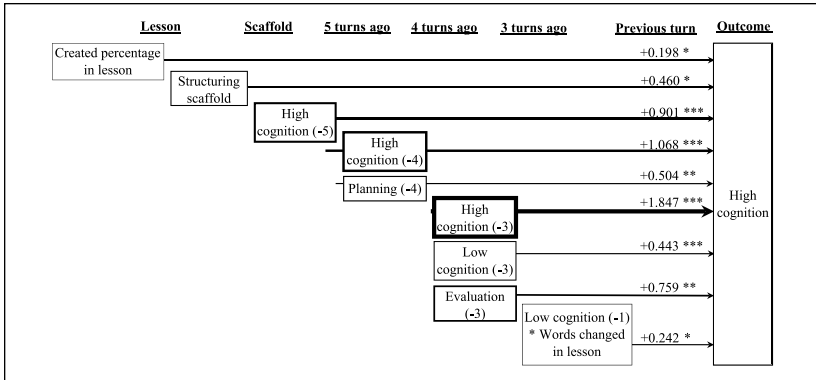 Lesson Scaffold 5 turns ago 4 turns ago 3 turns ago Previous turn Outcome
Created percentage
in lesson
+0.198 *
Structuring
scaffold
+0.460 *
High
cognition (-5)
+0.901 ***
High
cognition (-4)
+1.068 ***
Planning (-4)
+0.504 **
High
cognition (-3)
+1.847 ***
Low
cognition (-3)
+0.443 ***
Evaluation
(-3)
+0.759 **
Low cognition (-1)
* Words changed
in lesson
+0.242 *
High
cognition